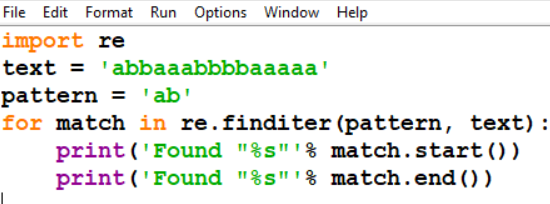 File Edit Format Run Options Window Help
import re
text = 'abbaaabbbbaaaaa'
pattern = 'ab'
for match in re.finditer(pattern, text):
    print('Found "%s"'% match.start())
    print('Found "%s"'% match.end())